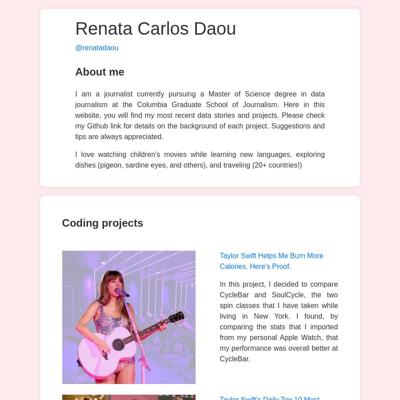 Renata Carlos Daou
@renatadaou
About me
I am a journalist currently pursuing a Master of Science degree in data
journalism at the Columbia Graduate School of Journalism. Here in this
website, you will find my most recent data stories and projects. Please check
my Github link for details on the background of each project. Suggestions and
tips are always appreciated.
I love watching children's movies while learning new languages, exploring
dishes (pigeon, sardine eyes, and others), and traveling (20+ countries!)
Coding projects
Taylor Swift Helps Me Burn More
Calories. Here's Proof.
In this project, I decided to compare
CycleBar and SoulCycle, the two
spin classes that I have taken while
living in New York. I found, by
comparing the stats that I imported
from my personal Apple Watch, that
my performance was overall better at
CycleBar.
Taylor Swift's Daily Top 10 Most